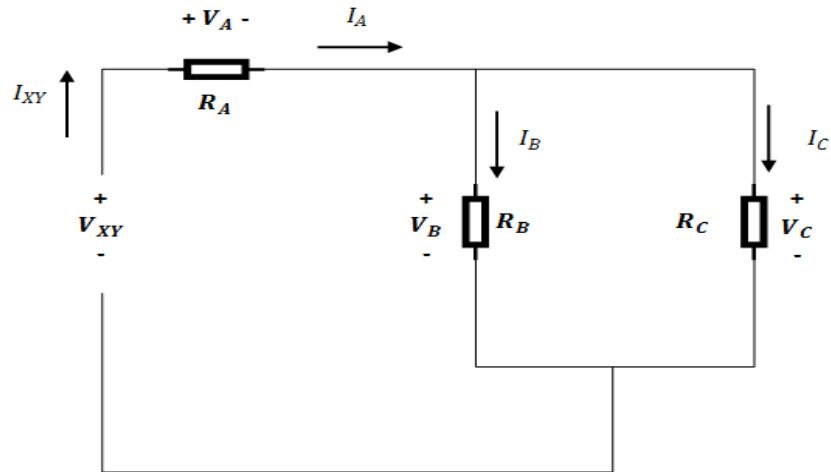 + V_A -
I_A
I_XY
R_A
I_B
I_C
+
V_XY
-
+
V_B
-
R_B
R_C
+
V_C
-